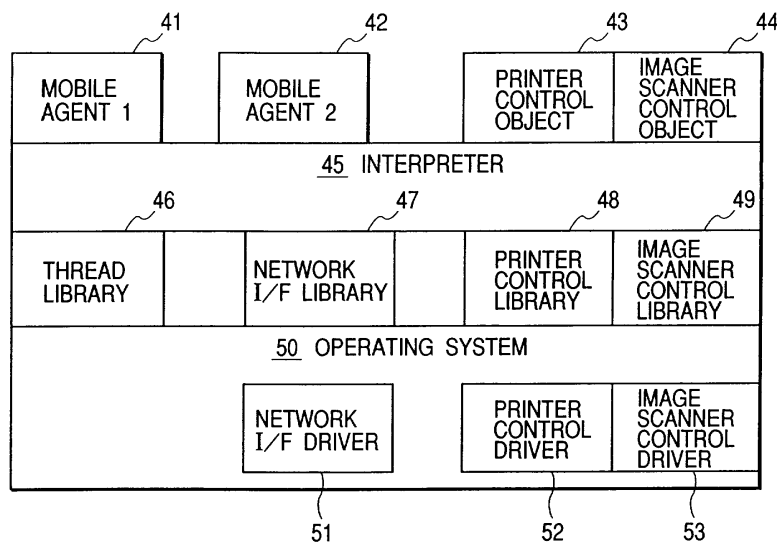 41
42
43
44
MOBILE
AGENT 1
MOBILE
AGENT 2
PRINTER
CONTROL
OBJECT
IMAGE
SCANNER
CONTROL
OBJECT
45 INTERPRETER
46
47
48
49
THREAD
LIBRARY
NETWORK
I/F LIBRARY
PRINTER
CONTROL
LIBRARY
IMAGE
SCANNER
CONTROL
LIBRARY
50 OPERATING SYSTEM
NETWORK
I/F DRIVER
PRINTER
CONTROL
DRIVER
IMAGE
SCANNER
CONTROL
DRIVER
51
52
53